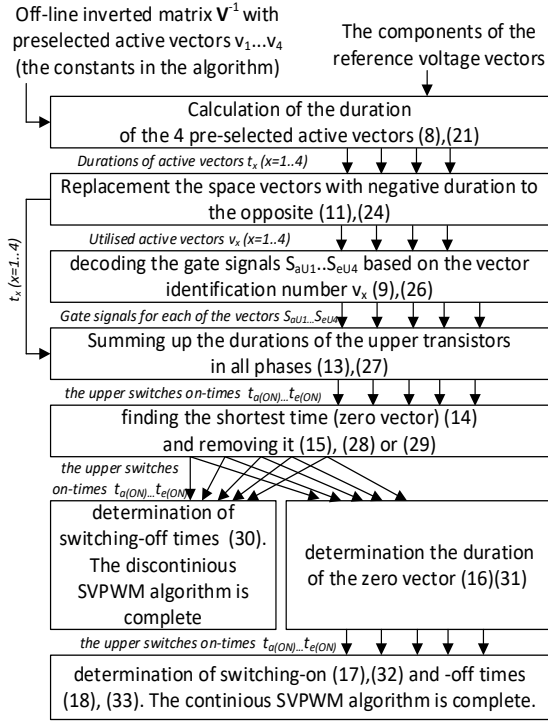 Off-line inverted matrix V⁻¹ with
preselected active vectors v₁...v₄
(the constants in the algorithm)
The components of the
reference voltage vectors
Calculation of the duration
of the 4 pre-selected active vectors (8),(21)
Durations of active vectors tₓ (x=1..4)
Replacement the space vectors with negative duration to
the opposite (11),(24)
tₓ (x=1..4)
Utilised active vectors vₓ (x=1..4)
decoding the gate signals SaU1..SeU4 based on the vector
identification number vₓ (9),(26)
Gate signals for each of the vectors SaU1...SeU4
Summing up the durations of the upper transistors
in all phases (13),(27)
the upper switches on-times ta(ON)...te(ON)
finding the shortest time (zero vector) (14)
and removing it (15), (28) or (29)
the upper switches
on-times ta(ON)...te(ON)
determination of
switching-off times (30).
The discontinious
SVPWM algorithm is
complete
determination the duration
of the zero vector (16)(31)
the upper switches on-times ta(ON)...te(ON)
determination of switching-on (17),(32) and -off times
(18), (33). The continious SVPWM algorithm is complete.